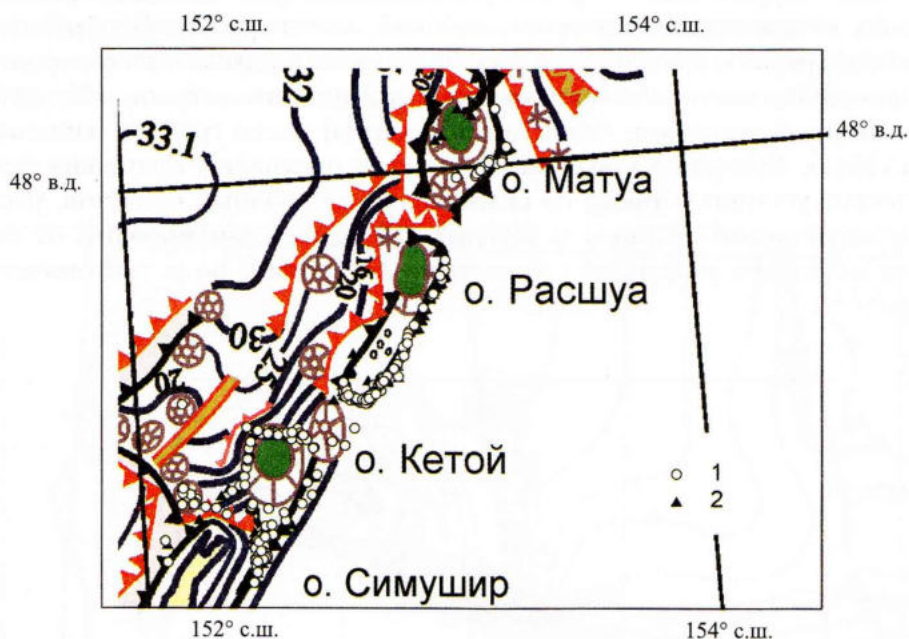 152° с.ш.
154° с.ш.
32
20
33.1
48° в.д.
48° в.д.
о. Матуа
16
20
о. Расшуа
30
20
о. Кетой
1
2
о. Симушир
152° с.ш.
154° с.ш.